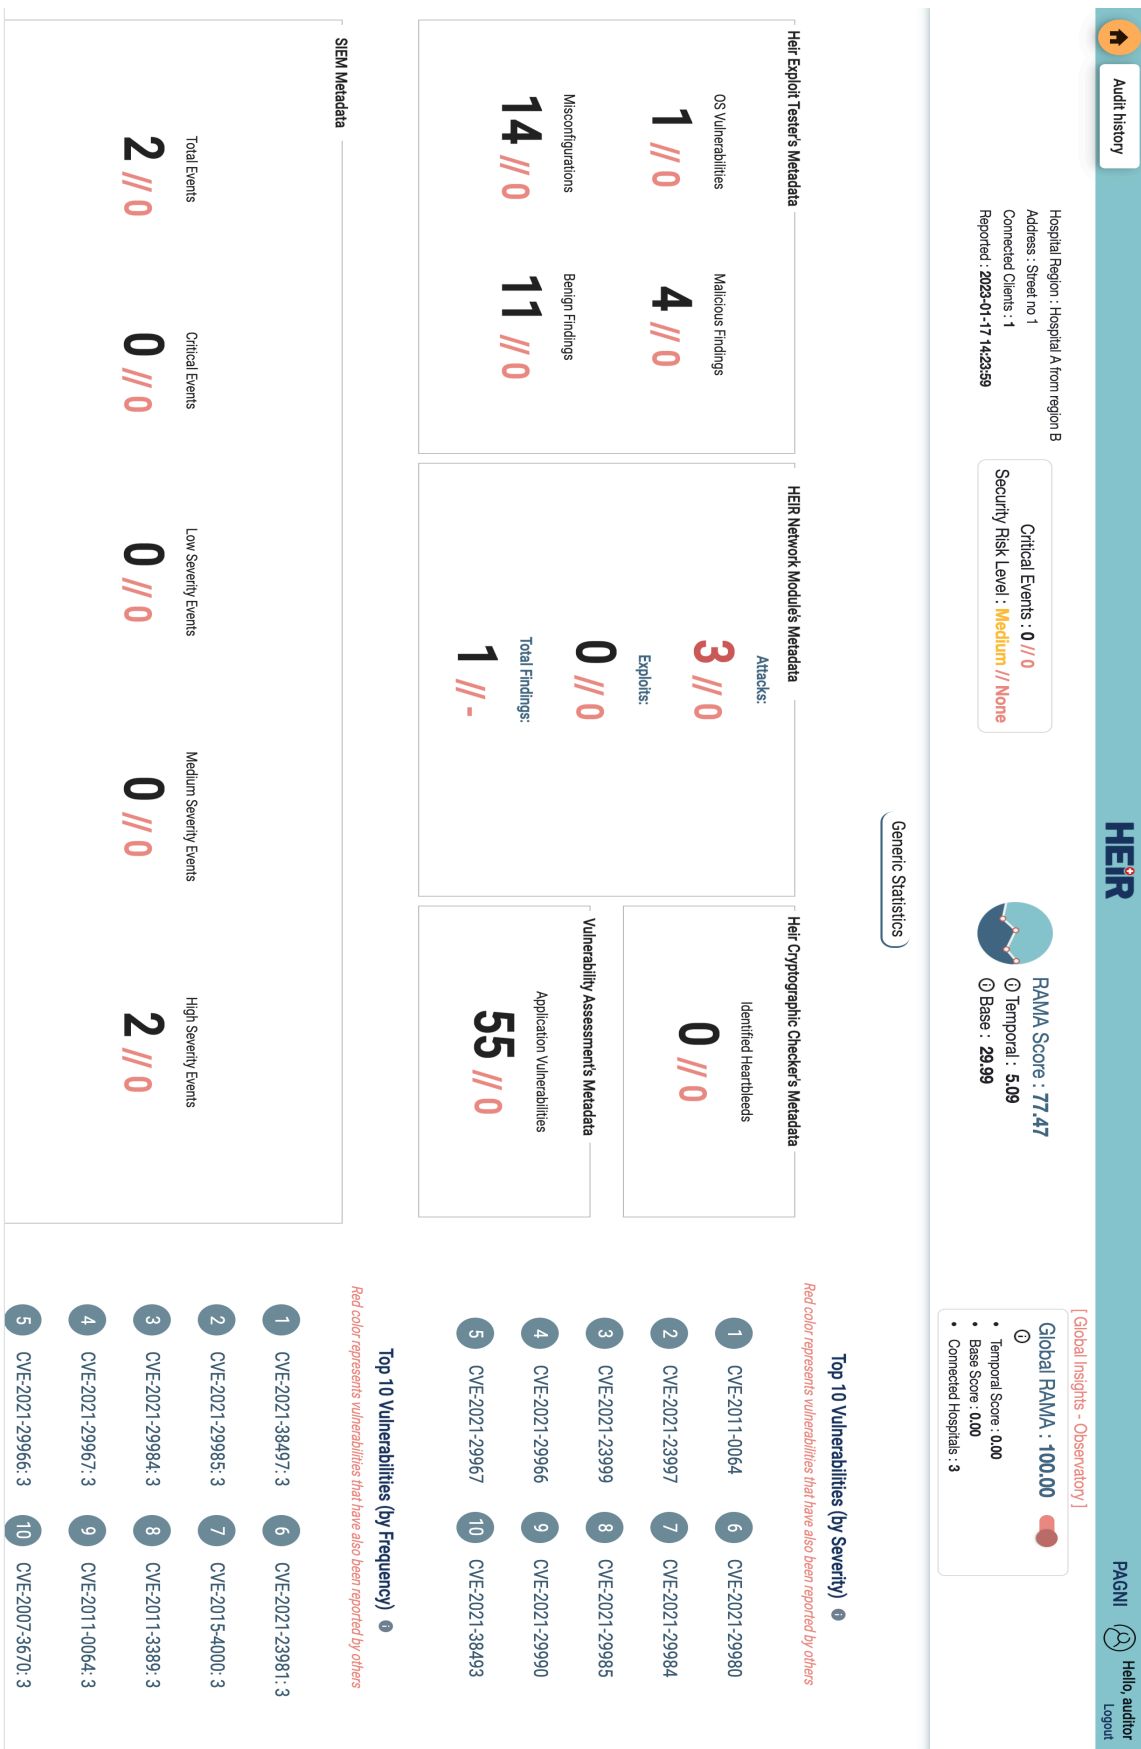 Audit history
HEiR
PAGNI
Hello, auditor
Logout
Hospital Region : Hospital A from region B
Address : Street no 1
Connected Clients : 1
Reported : 2023-01-17 14:23:59
Critical Events : 0 // 0
Security Risk Level : Medium // None
RAMA Score : 77.47
Temporal : 5.09
Base : 29.99
[ Global Insights - Observatory ]
Global RAMA : 100.00
• Temporal Score : 0.00
• Base Score : 0.00
• Connected Hospitals : 3
Generic Statistics
Heir Exploit Tester's Metadata
OS Vulnerabilities
1 // 0
Malicious Findings
4 // 0
Misconfigurations
14 // 0
Benign Findings
11 // 0
HEIR Network Module's Metadata
Attacks:
3 // 0
Exploits:
0 // 0
Total Findings:
1 // -
Heir Cryptographic Checker's Metadata
Identified Heartbleeds
0 // 0
Vulnerability Assessment's Metadata
Application Vulnerabilities
55 // 0
SIEM Metadata
Total Events
2 // 0
Critical Events
0 // 0
Low Severity Events
0 // 0
Medium Severity Events
0 // 0
High Severity Events
2 // 0
Top 10 Vulnerabilities (by Severity)
Red color represents vulnerabilities that have also been reported by others
1 CVE-2011-0064
6 CVE-2021-29980
2 CVE-2021-23997
7 CVE-2021-29984
3 CVE-2021-23999
8 CVE-2021-29985
4 CVE-2021-29966
9 CVE-2021-29990
5 CVE-2021-29967
10 CVE-2021-38493
Top 10 Vulnerabilities (by Frequency)
Red color represents vulnerabilities that have also been reported by others
1 CVE-2021-38497: 3
6 CVE-2021-23981: 3
2 CVE-2021-29985: 3
7 CVE-2015-4000: 3
3 CVE-2021-29984: 3
8 CVE-2011-3389: 3
4 CVE-2021-29967: 3
9 CVE-2011-0064: 3
5 CVE-2021-29966: 3
10 CVE-2007-3670: 3